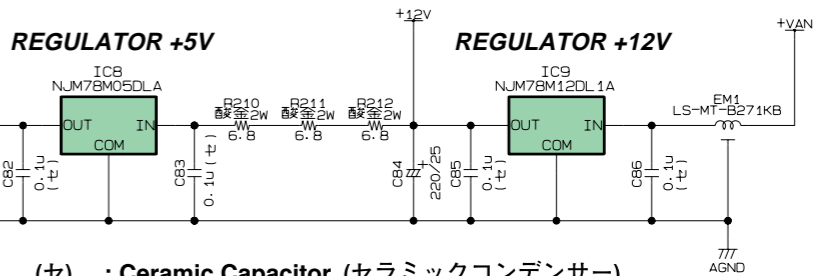 +12V
+VAN
REGULATOR +5V
REGULATOR +12V
IC8
NJM78M05DLA
R210
酸金2W
6.8
R211
酸金2W
6.8
R212
酸金2W
6.8
IC9
NJM78M12DL1A
EM1
LS-MT-B271KB
OUT
IN
COM
OUT
IN
COM
C82
0.1u
(セ)
C83
0.1u(セ)
C84
+
220/25
C85
0.1u
(セ)
C86
0.1u
(セ)
AGND
(セ) : Ceramic Capacitor (セラミックコンデンサー)